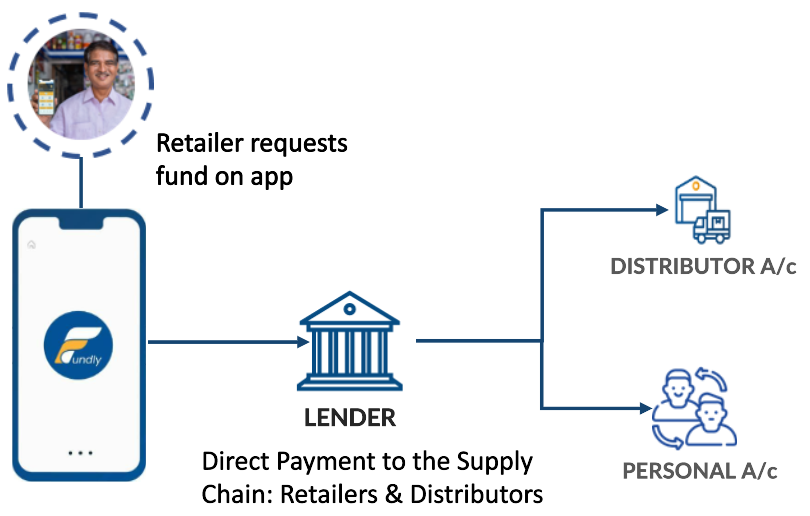 Retailer requests
fund on app
Fundly
LENDER
Direct Payment to the Supply
Chain: Retailers & Distributors
DISTRIBUTOR A/c
PERSONAL A/c